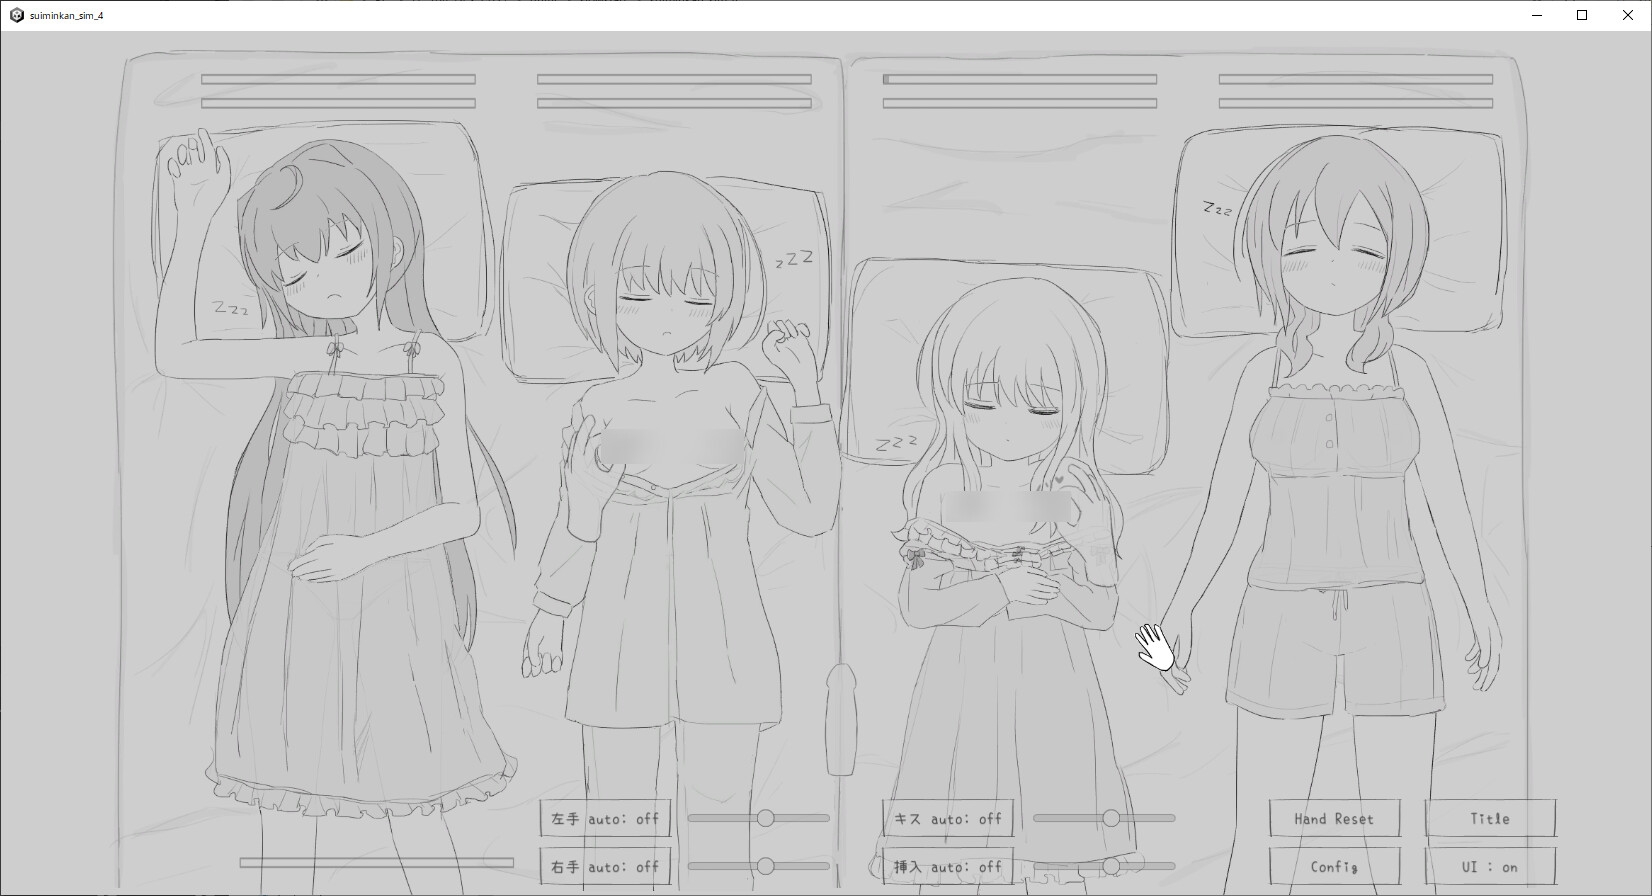 suiminkan_sim_4
Zzz
zZZ
Zzz
zzz
左手 auto: off
キス auto: off
Hand Reset
Title
右手 auto: off
挿入 auto: off
Config
UI : on